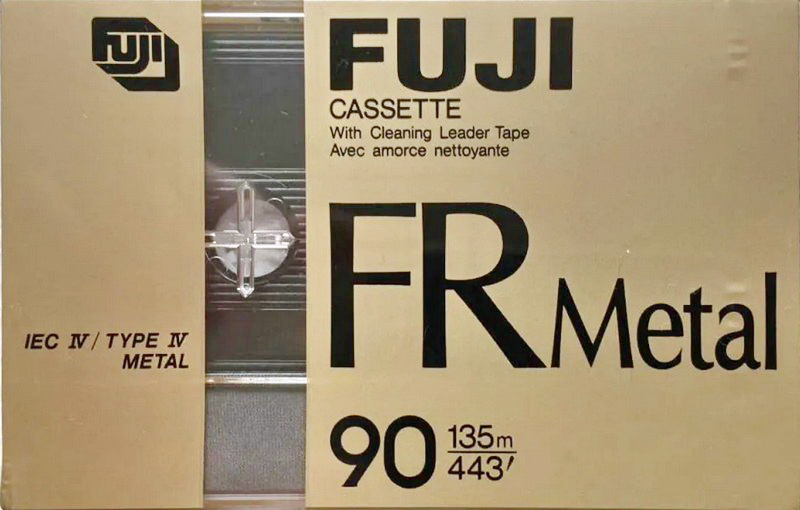 FUJI
FUJI
CASSETTE
With Cleaning Leader Tape
Avec amorce nettoyante
FR Metal
IEC IV / TYPE IV
METAL
90 135m
443'